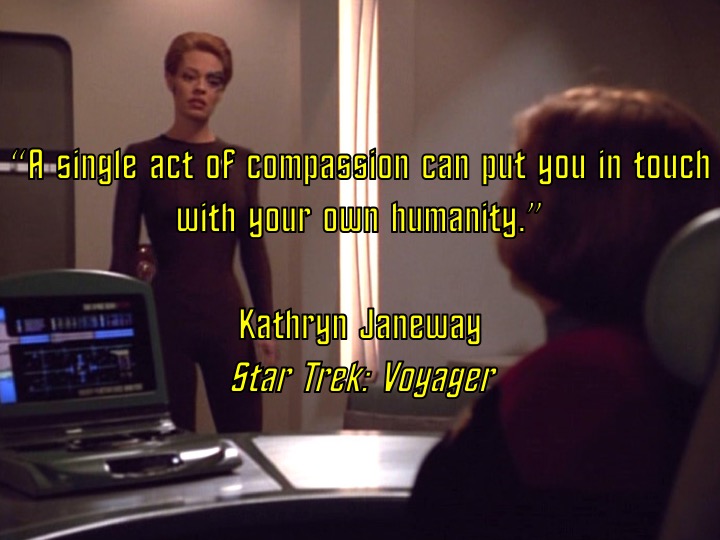 “A single act of compassion can put you in touch
with your own humanity.”
Kathryn Janeway
Star Trek: Voyager